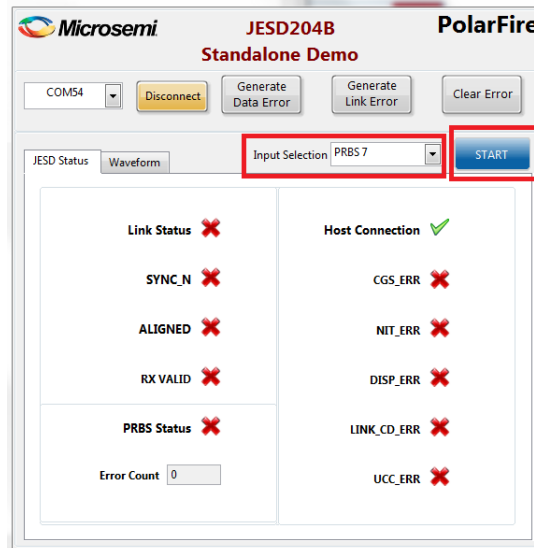 Microsemi
JESD204B
Standalone Demo
PolarFire
COM54
Disconnect
Generate
Data Error
Generate
Link Error
Clear Error
JESD Status
Waveform
Input Selection
PRBS 7
START
Link Status
Host Connection
SYNC_N
CGS_ERR
ALIGNED
NIT_ERR
RX VALID
DISP_ERR
PRBS Status
LINK_CD_ERR
Error Count
0
UCC_ERR